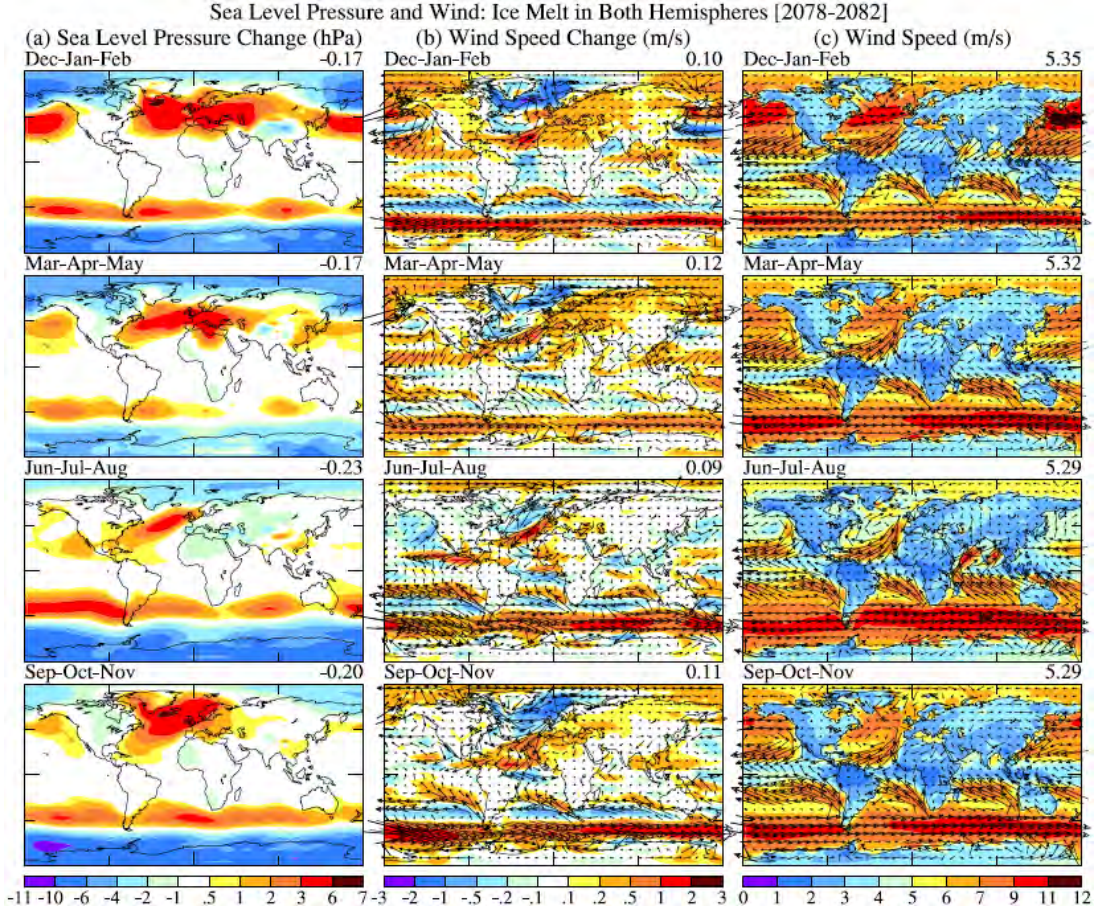 Sea Level Pressure and Wind: Ice Melt in Both Hemispheres [2078-2082]
(a) Sea Level Pressure Change (hPa) (b) Wind Speed Change (m/s) (c) Wind Speed (m/s)
Dec-Jan-Feb -0.17 Dec-Jan-Feb 0.10 Dec-Jan-Feb 5.35
Mar-Apr-May -0.17 Mar-Apr-May 0.12 Mar-Apr-May 5.32
Jun-Jul-Aug -0.23 Jun-Jul-Aug 0.09 Jun-Jul-Aug 5.29
Sep-Oct-Nov -0.20 Sep-Oct-Nov 0.11 Sep-Oct-Nov 5.29
-11 -10 -6 -4 -2 -1 .5 1 2 3 6 7 -3 -2 -1 -.5 -.2 -.1 .1 .2 .5 1 2 3 0 1 2 3 4 5 6 7 9 11 12